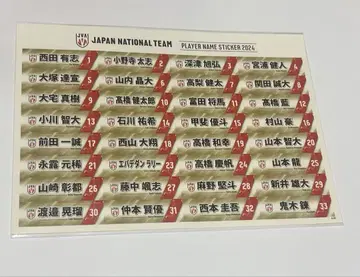 JVA JAPAN NATIONAL TEAM PLAYER NAME STICKER 2024
西田 有志 1 小野寺 太志 2 深津 旭弘 3 宮浦 健人 4
大塚 達宣 5 山内 晶大 6 高梨 健太 7 関田 誠大 8
大宅 真樹 9 髙橋 健太郎 10 富田 将馬 11 髙橋 藍 12
小川 智大 13 石川 祐希 14 甲斐 優斗 15 村山 豪 16
前田 一誠 17 西山 大翔 18 高橋 和幸 19 山本 智大 20
永露 元稀 21 エバデダン ラリー 23 高橋 慶帆 24 山本 龍 25
山崎 彰都 26 藤中 颯志 27 麻野 堅斗 28 新井 雄大 29
渡邉 晃瑠 30 仲本 賢優 31 西本 圭吾 32 鬼木 錬 33